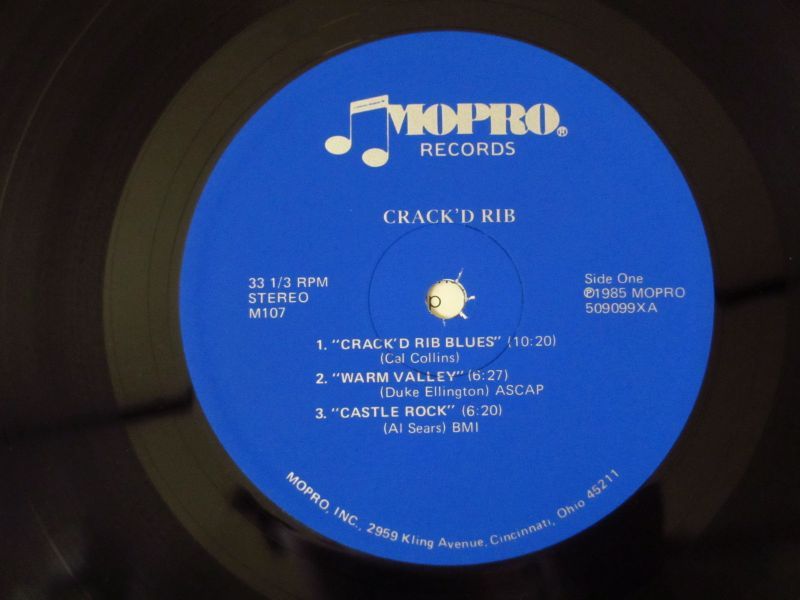 MOPRO®
RECORDS
CRACK'D RIB
33 1/3 RPM
STEREO
M107
Side One
℗1985 MOPRO
509099XA
1. "CRACK'D RIB BLUES" (10:20)
(Cal Collins)
2. "WARM VALLEY" (6:27)
(Duke Ellington) ASCAP
3. "CASTLE ROCK" (6:20)
(Al Sears) BMI
MOPRO, INC., 2959 Kling Avenue, Cincinnati, Ohio 45211